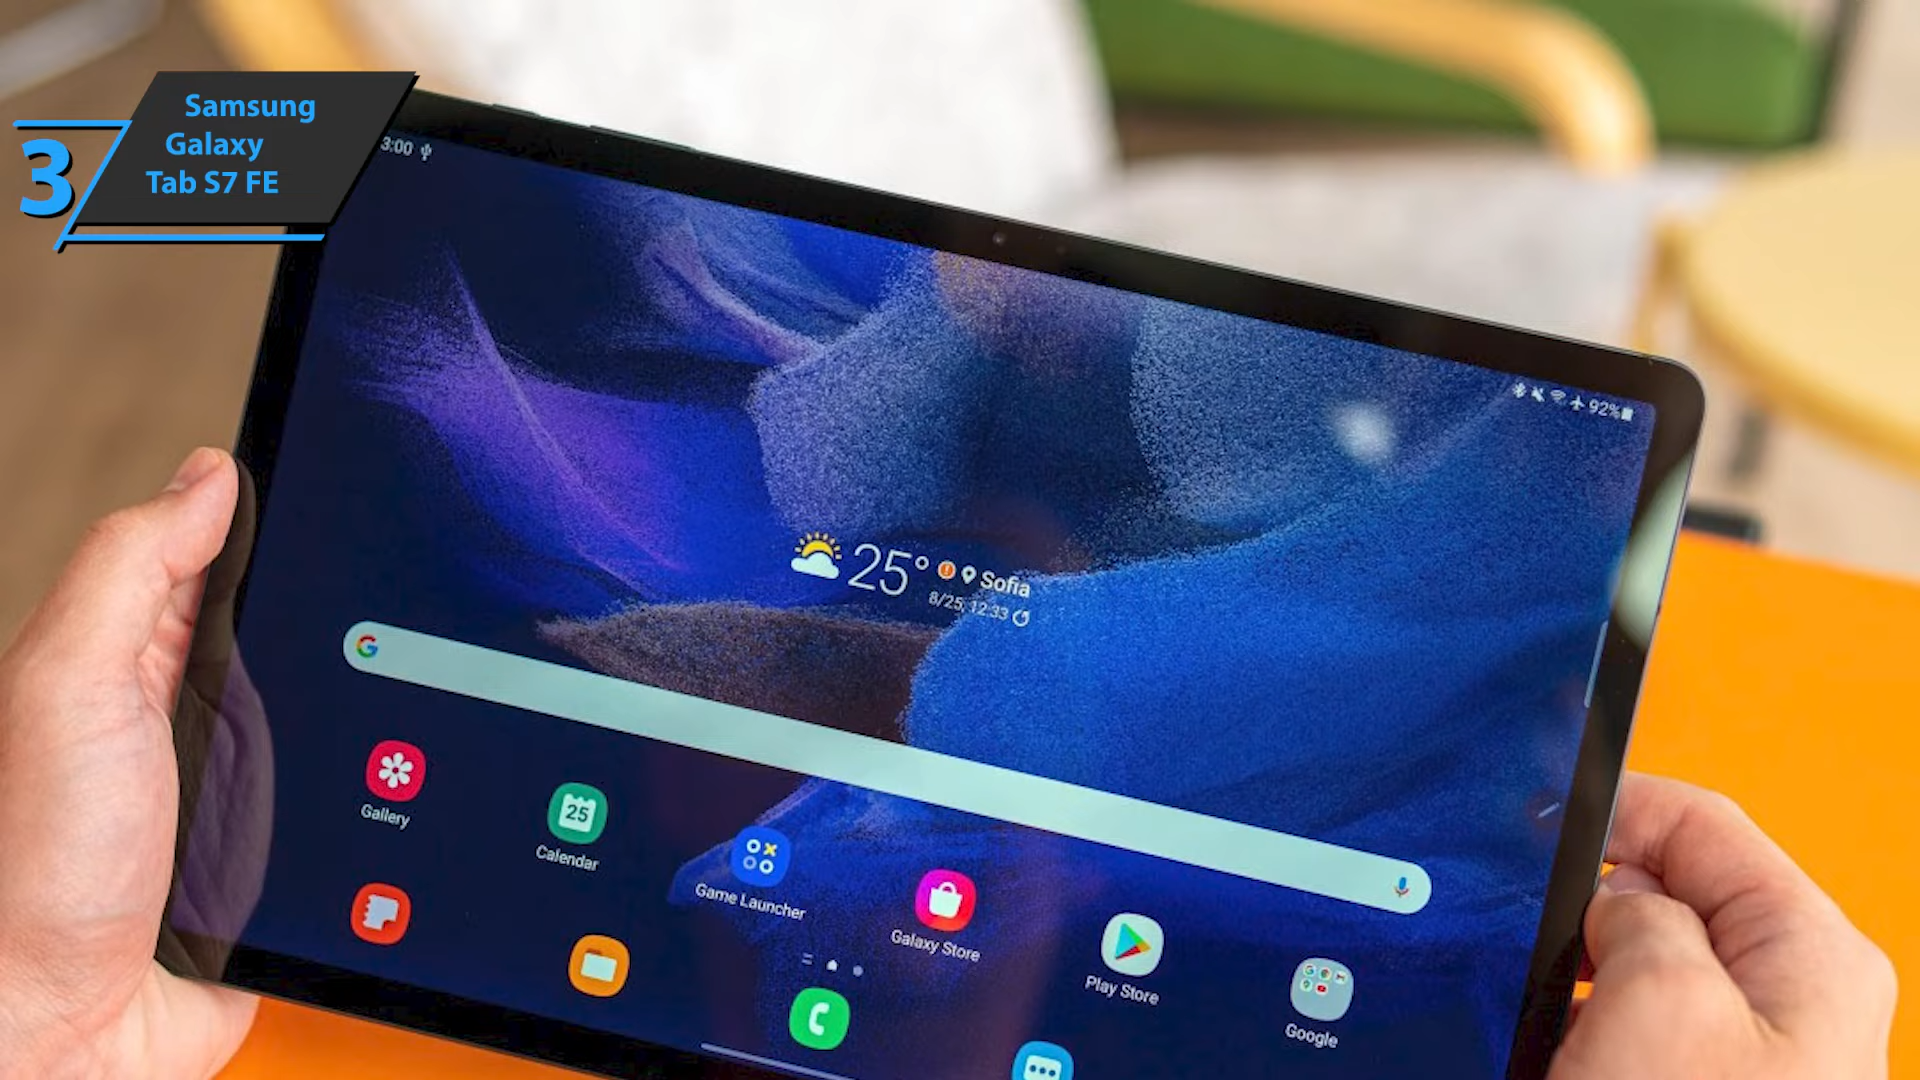 Samsung
Galaxy
Tab S7 FE
3
3:00
92%
25° Sofia
8/25, 12:33
G
Gallery
25
Calendar
Game Launcher
Galaxy Store
Play Store
Google